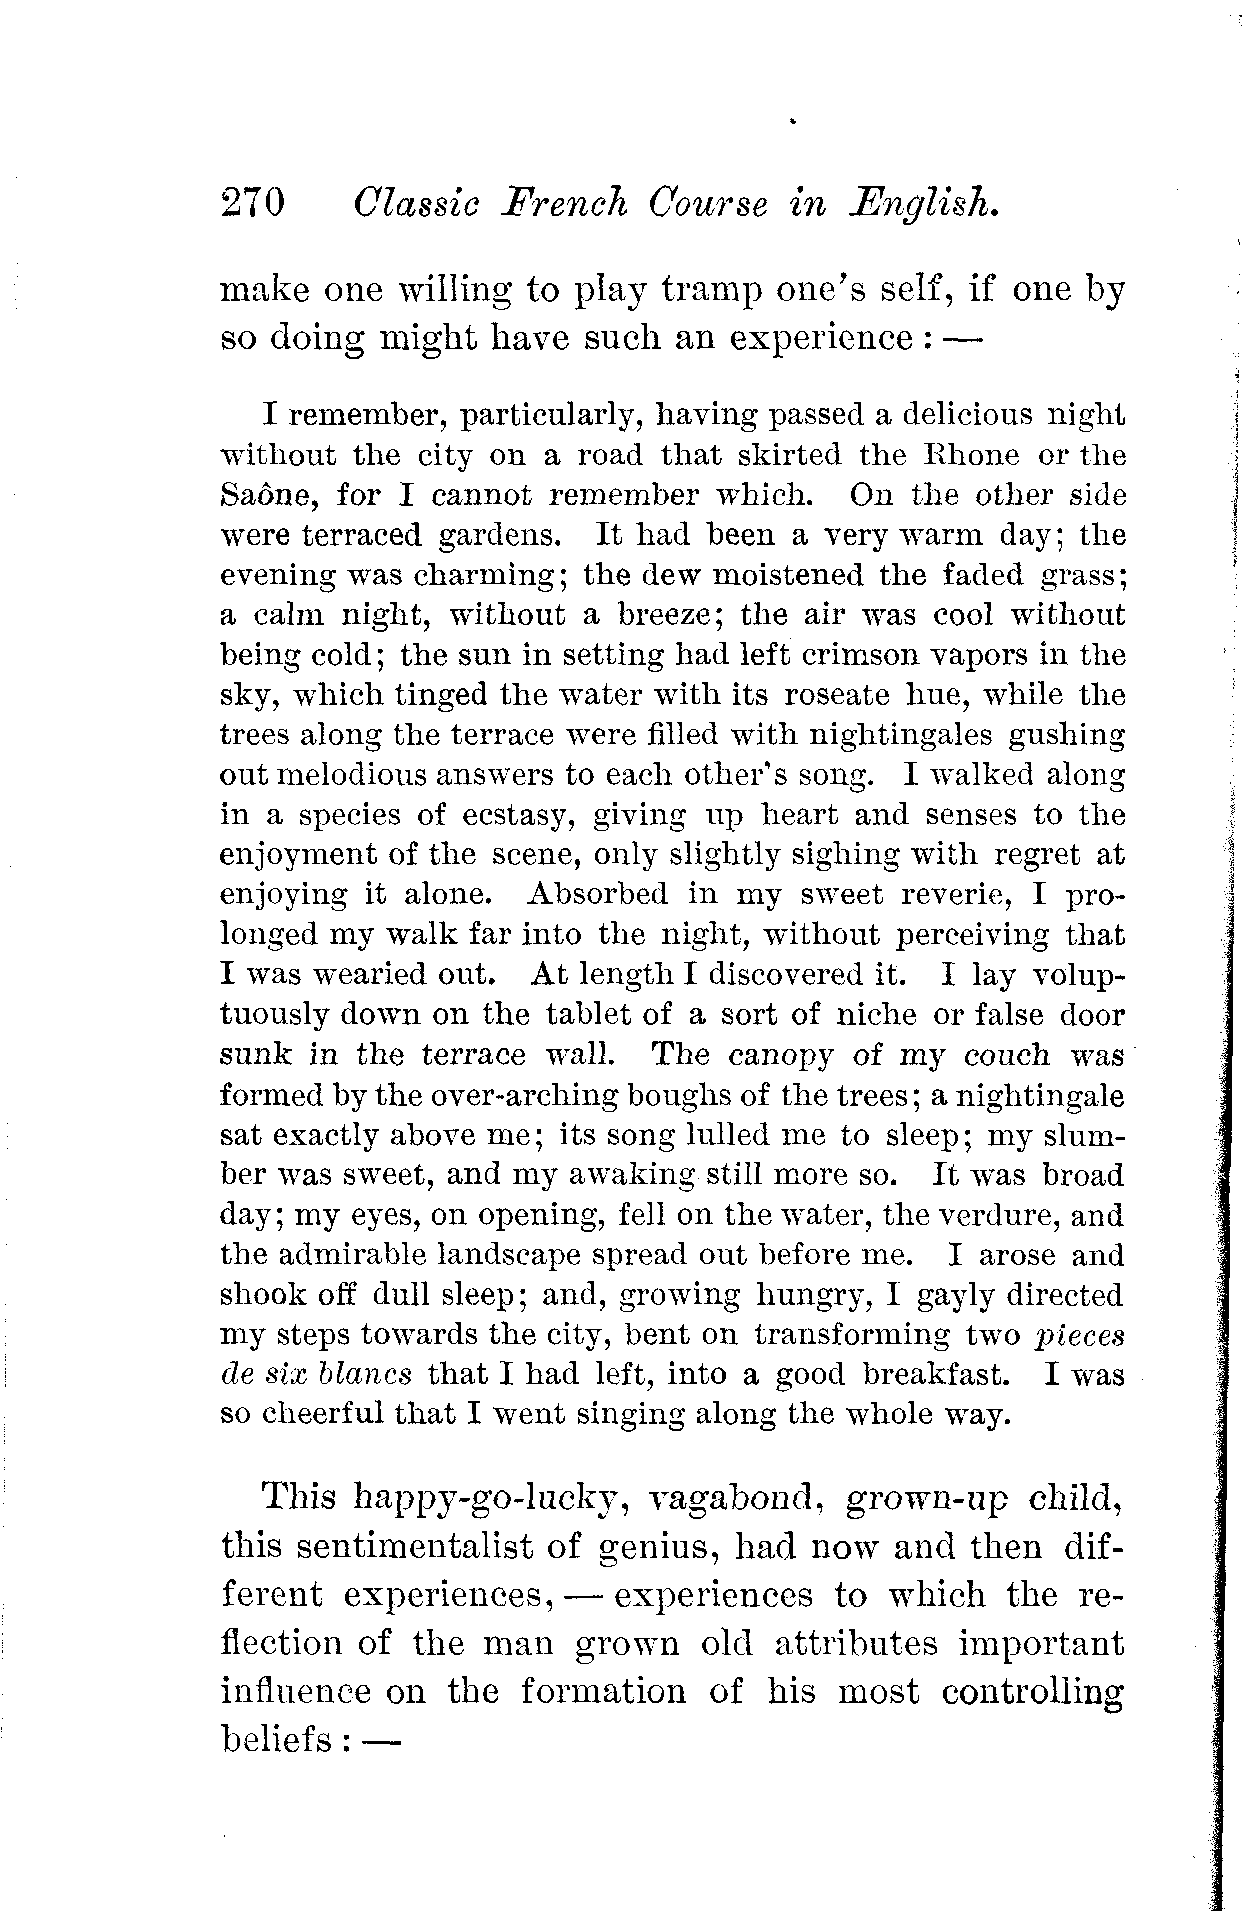 270 Classic French Course in English.
make one willing to play tramp one's self, if one by
so doing might have such an experience : —
I remember, particularly, having passed a delicious night
without the city on a road that skirted the Rhone or the
Saône, for I cannot remember which. On the other side
were terraced gardens. It had been a very warm day; the
evening was charming; the dew moistened the faded grass;
a calm night, without a breeze; the air was cool without
being cold; the sun in setting had left crimson vapors in the
sky, which tinged the water with its roseate hue, while the
trees along the terrace were filled with nightingales gushing
out melodious answers to each other's song. I walked along
in a species of ecstasy, giving up heart and senses to the
enjoyment of the scene, only slightly sighing with regret at
enjoying it alone. Absorbed in my sweet reverie, I pro-
longed my walk far into the night, without perceiving that
I was wearied out. At length I discovered it. I lay volup-
tuously down on the tablet of a sort of niche or false door
sunk in the terrace wall. The canopy of my couch was
formed by the over-arching boughs of the trees; a nightingale
sat exactly above me; its song lulled me to sleep; my slum-
ber was sweet, and my awaking still more so. It was broad
day; my eyes, on opening, fell on the water, the verdure, and
the admirable landscape spread out before me. I arose and
shook off dull sleep; and, growing hungry, I gayly directed
my steps towards the city, bent on transforming two pieces
de six blancs that I had left, into a good breakfast. I was
so cheerful that I went singing along the whole way.
This happy-go-lucky, vagabond, grown-up child,
this sentimentalist of genius, had now and then dif-
ferent experiences, — experiences to which the re-
flection of the man grown old attributes important
influence on the formation of his most controlling
beliefs : —